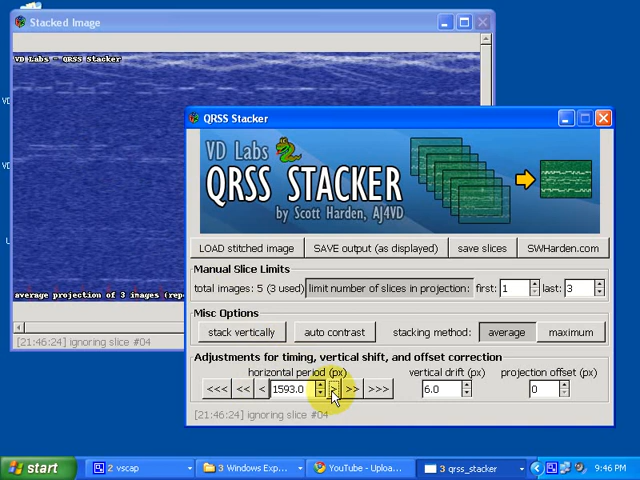 Stacked Image
VD Labs - QRSS Stacker
average projection of 3 images (rep
[21:46:24] ignoring slice #04
QRSS Stacker
VD Labs
QRSS STACKER
by Scott Harden, AJ4VD
LOAD stitched image
SAVE output (as displayed)
save slices
SWHarden.com
Manual Slice Limits
total images: 5 (3 used)
limit number of slices in projection:
first: 1
last: 3
Misc Options
stack vertically
auto contrast
stacking method:
average
maximum
Adjustments for timing, vertical shift, and offset correction
horizontal period (px)
vertical drift (px)
projection offset (px)
<<< << < 1593.0 > >> >>>
6.0
0
[21:46:24] ignoring slice #04
start
2 vscap
3 Windows Exp...
YouTube - Uploa...
3 qrss_stacker
9:46 PM